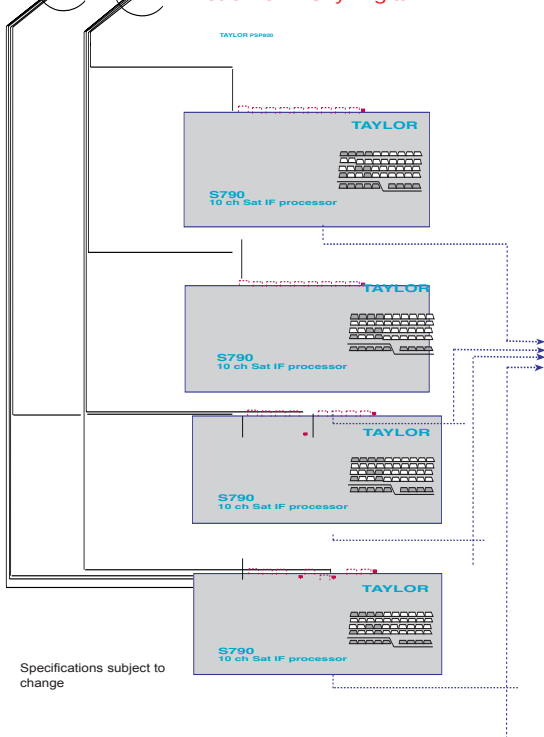 TAYLOR PSP800
TAYLOR
S790
10 ch Sat IF processor
TAYLOR
S790
10 ch Sat IF processor
TAYLOR
S790
10 ch Sat IF processor
TAYLOR
S790
10 ch Sat IF processor
Specifications subject to
change